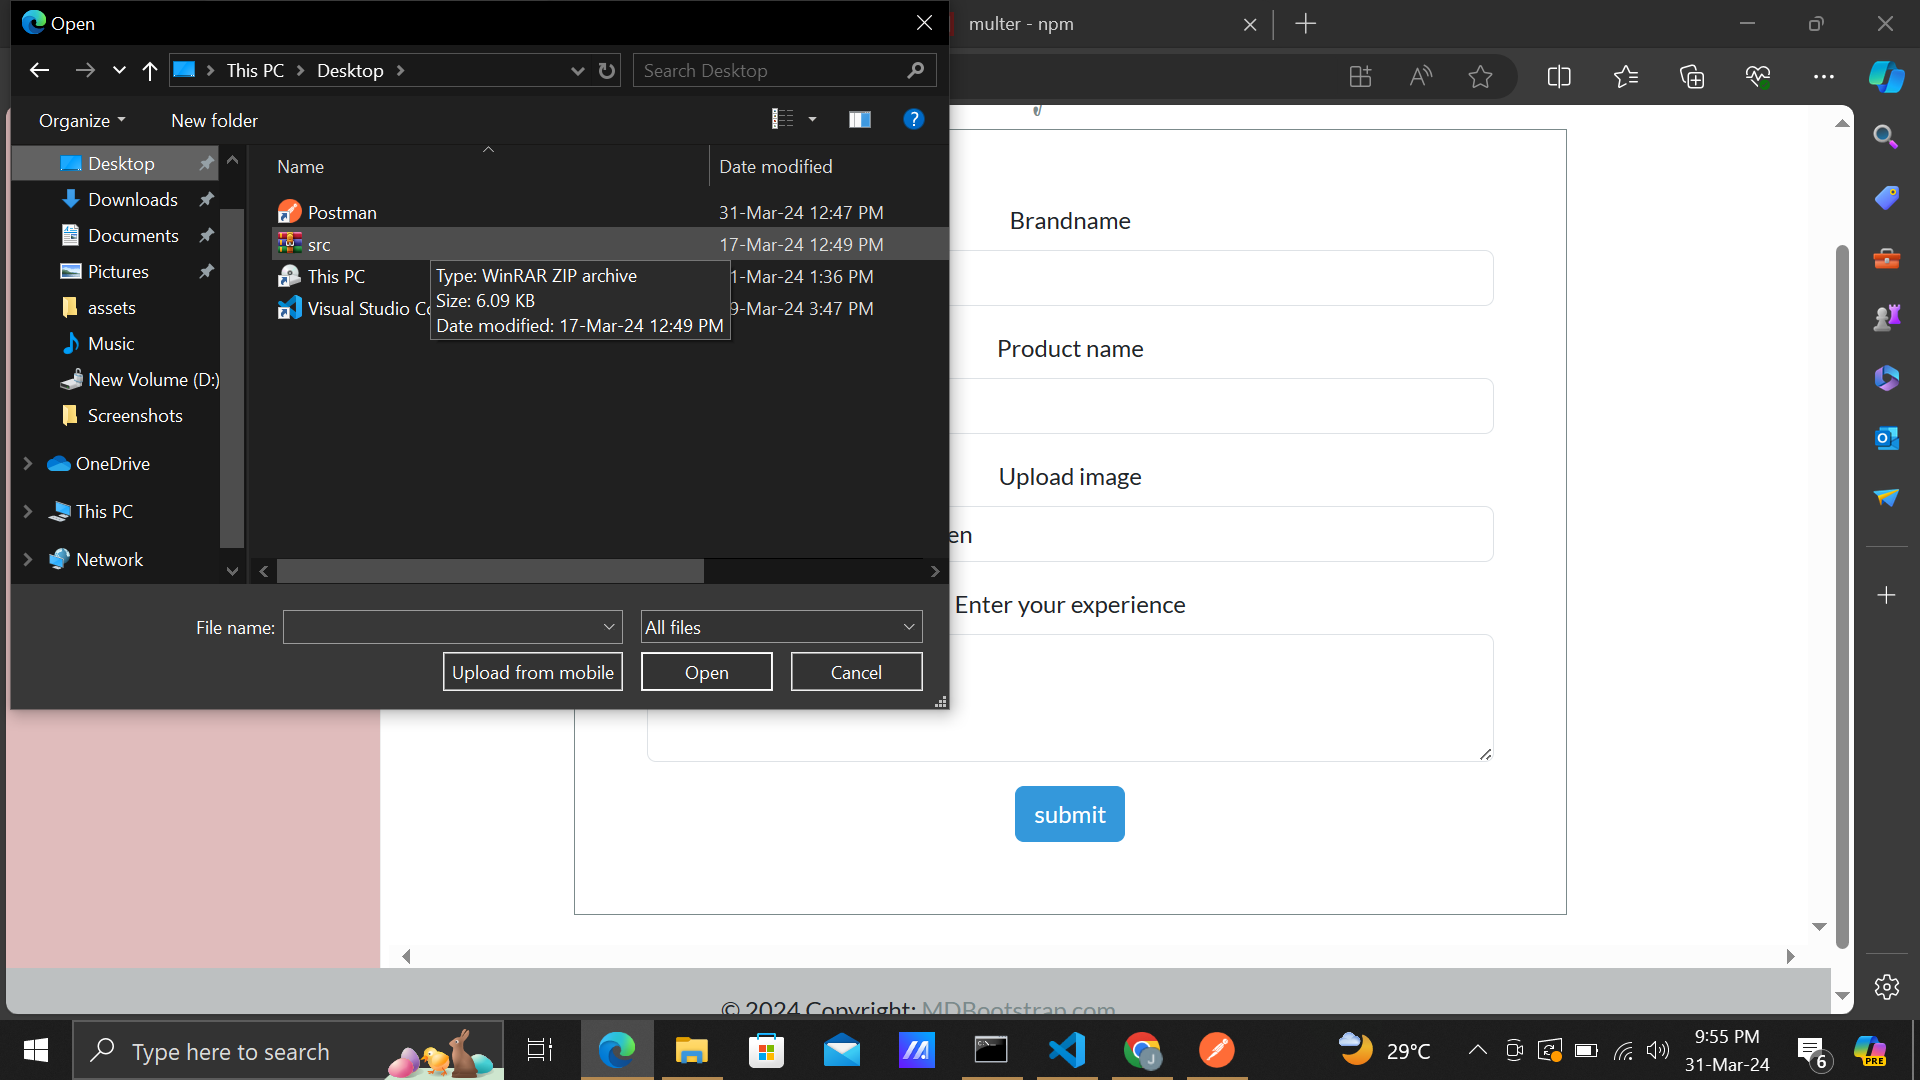 Open
multer - npm
This PC
Desktop
Search Desktop
Organize
New folder
Desktop
Downloads
Documents
Pictures
assets
Music
New Volume (D:)
Screenshots
OneDrive
This PC
Network
Name
Date modified
Postman
31-Mar-24 12:47 PM
src
17-Mar-24 12:49 PM
This PC
1-Mar-24 1:36 PM
Visual Studio Co
9-Mar-24 3:47 PM
Type: WinRAR ZIP archive
Size: 6.09 KB
Date modified: 17-Mar-24 12:49 PM
File name:
All files
Upload from mobile
Open
Cancel
Brandname
Product name
Upload image
en
Enter your experience
submit
© 2024 Copyright: MDBootstrap.com
Type here to search
29°C
9:55 PM
31-Mar-24
6
PRE